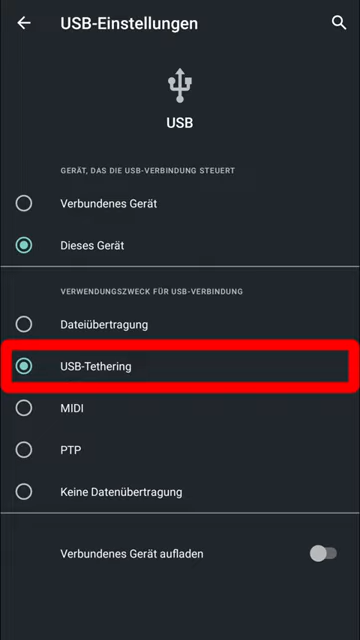 USB-Einstellungen
USB
GERÄT, DAS DIE USB-VERBINDUNG STEUERT
Verbundenes Gerät
Dieses Gerät
VERWENDUNGSZWECK FÜR USB-VERBINDUNG
Dateiübertragung
USB-Tethering
MIDI
PTP
Keine Datenübertragung
Verbundenes Gerät aufladen